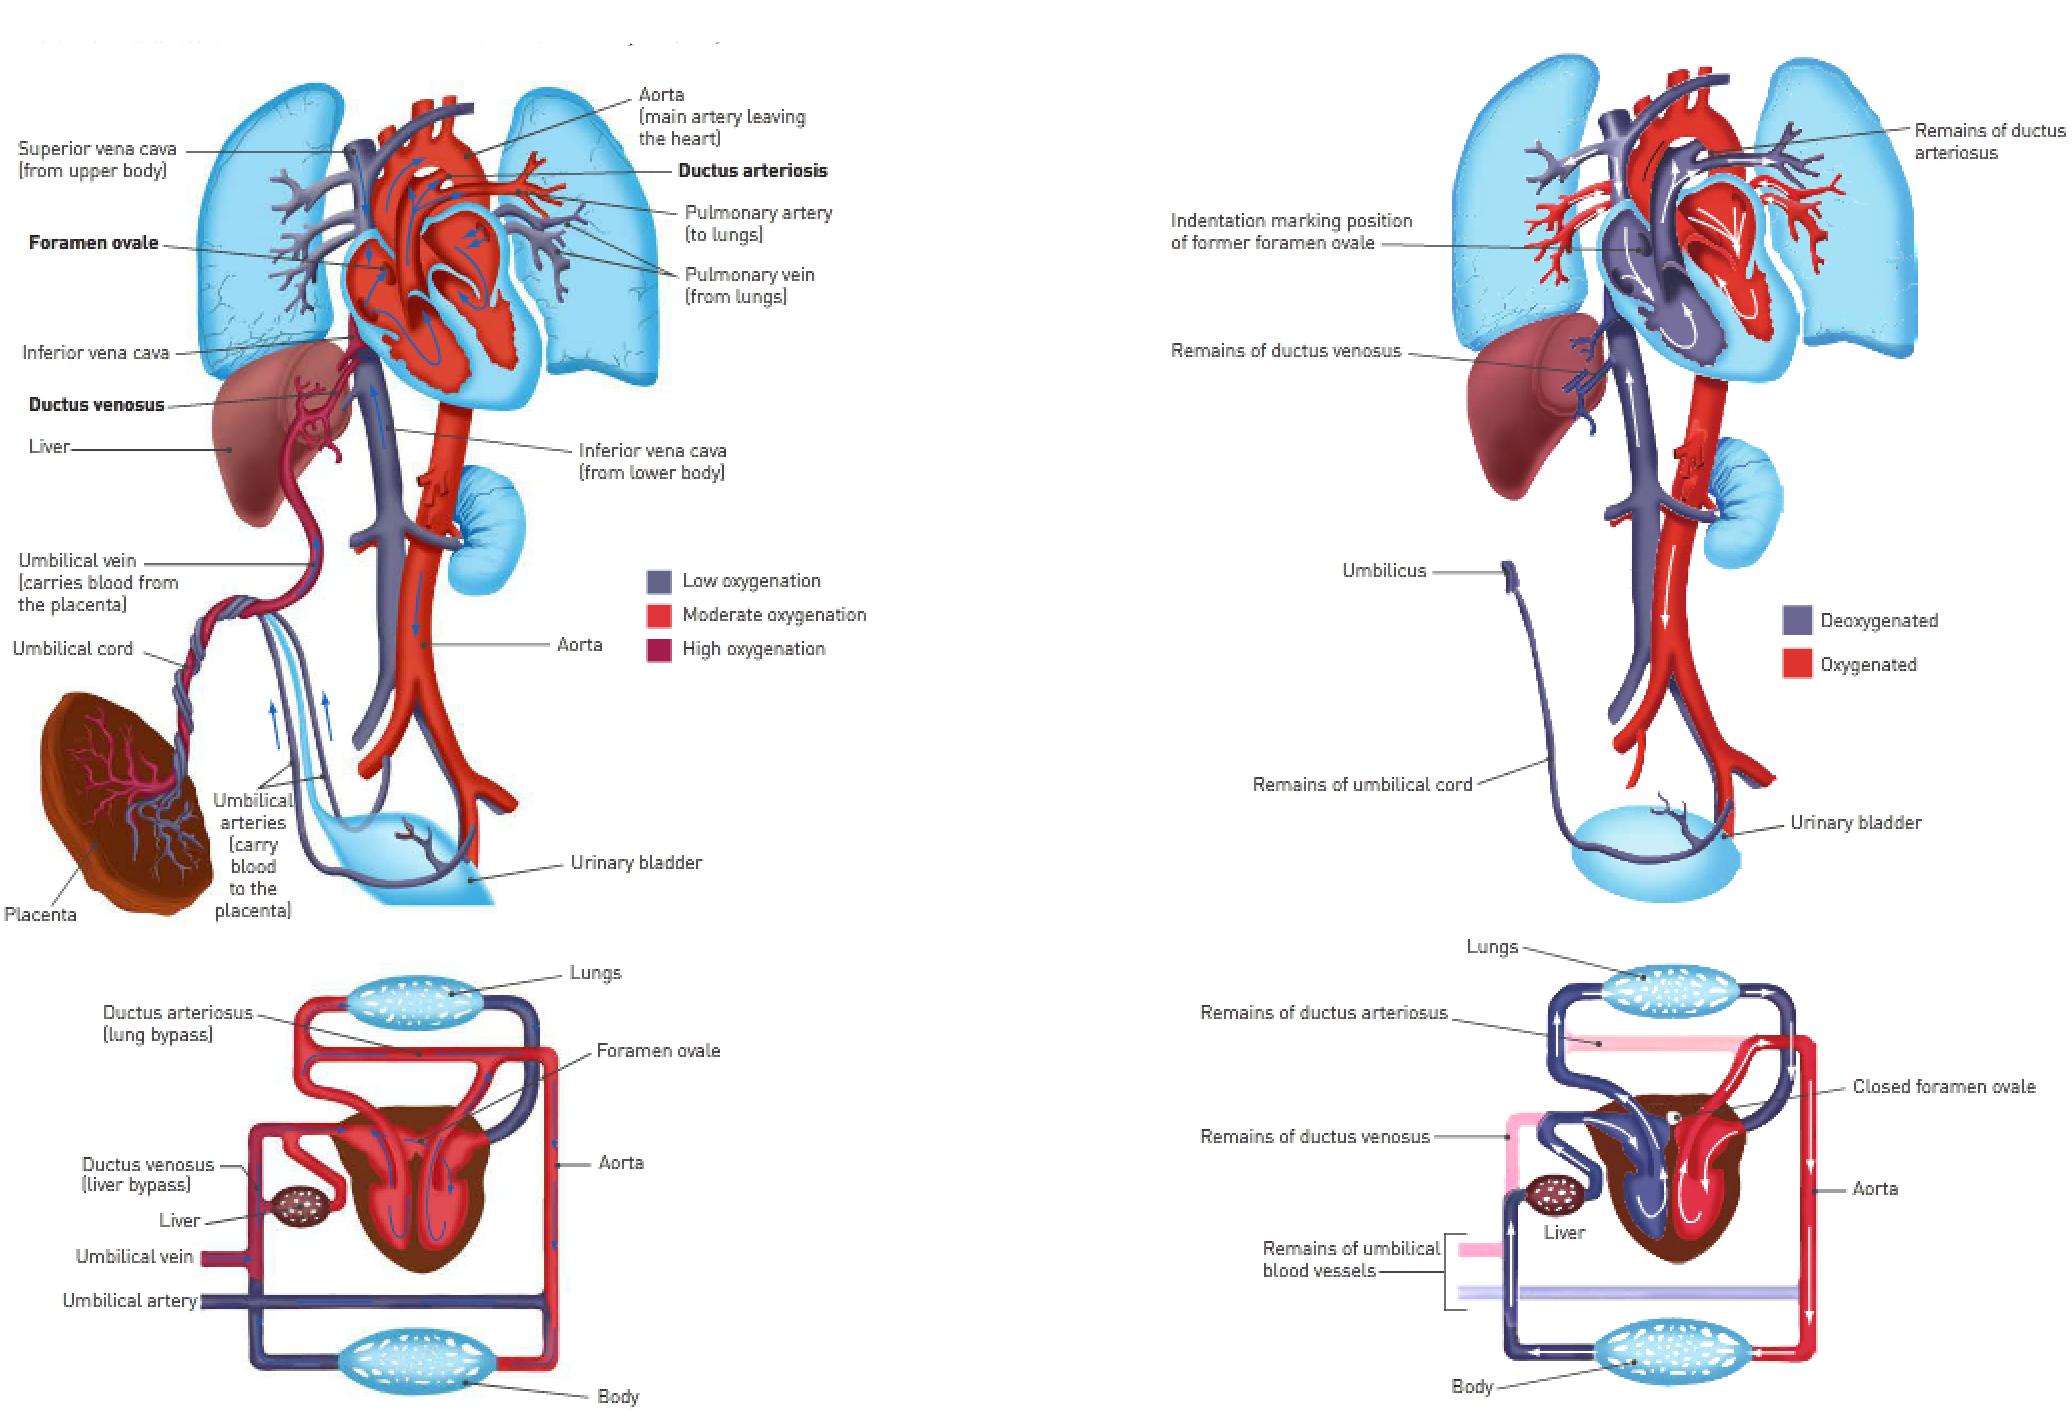 Aorta
(main artery leaving
the heart)
Superior vena cava
(from upper body)
Ductus arteriosis
Pulmonary artery
(to lungs)
Foramen ovale
Pulmonary vein
(from lungs)
Inferior vena cava
Ductus venosus
Liver
Inferior vena cava
(from lower body)
Umbilical vein
(carries blood from
the placenta)
Low oxygenation
Moderate oxygenation
High oxygenation
Umbilical cord
Aorta
Umbilical
arteries
(carry
blood
to the
placenta)
Urinary bladder
Placenta
Lungs
Ductus arteriosus
(lung bypass)
Foramen ovale
Ductus venosus
(liver bypass)
Aorta
Liver
Umbilical vein
Umbilical artery
Body
Remains of ductus
arteriosus
Indentation marking position
of former foramen ovale
Remains of ductus venosus
Umbilicus
Deoxygenated
Oxygenated
Remains of umbilical cord
Urinary bladder
Lungs
Remains of ductus arteriosus
Closed foramen ovale
Remains of ductus venosus
Aorta
Liver
Remains of umbilical
blood vessels
Body